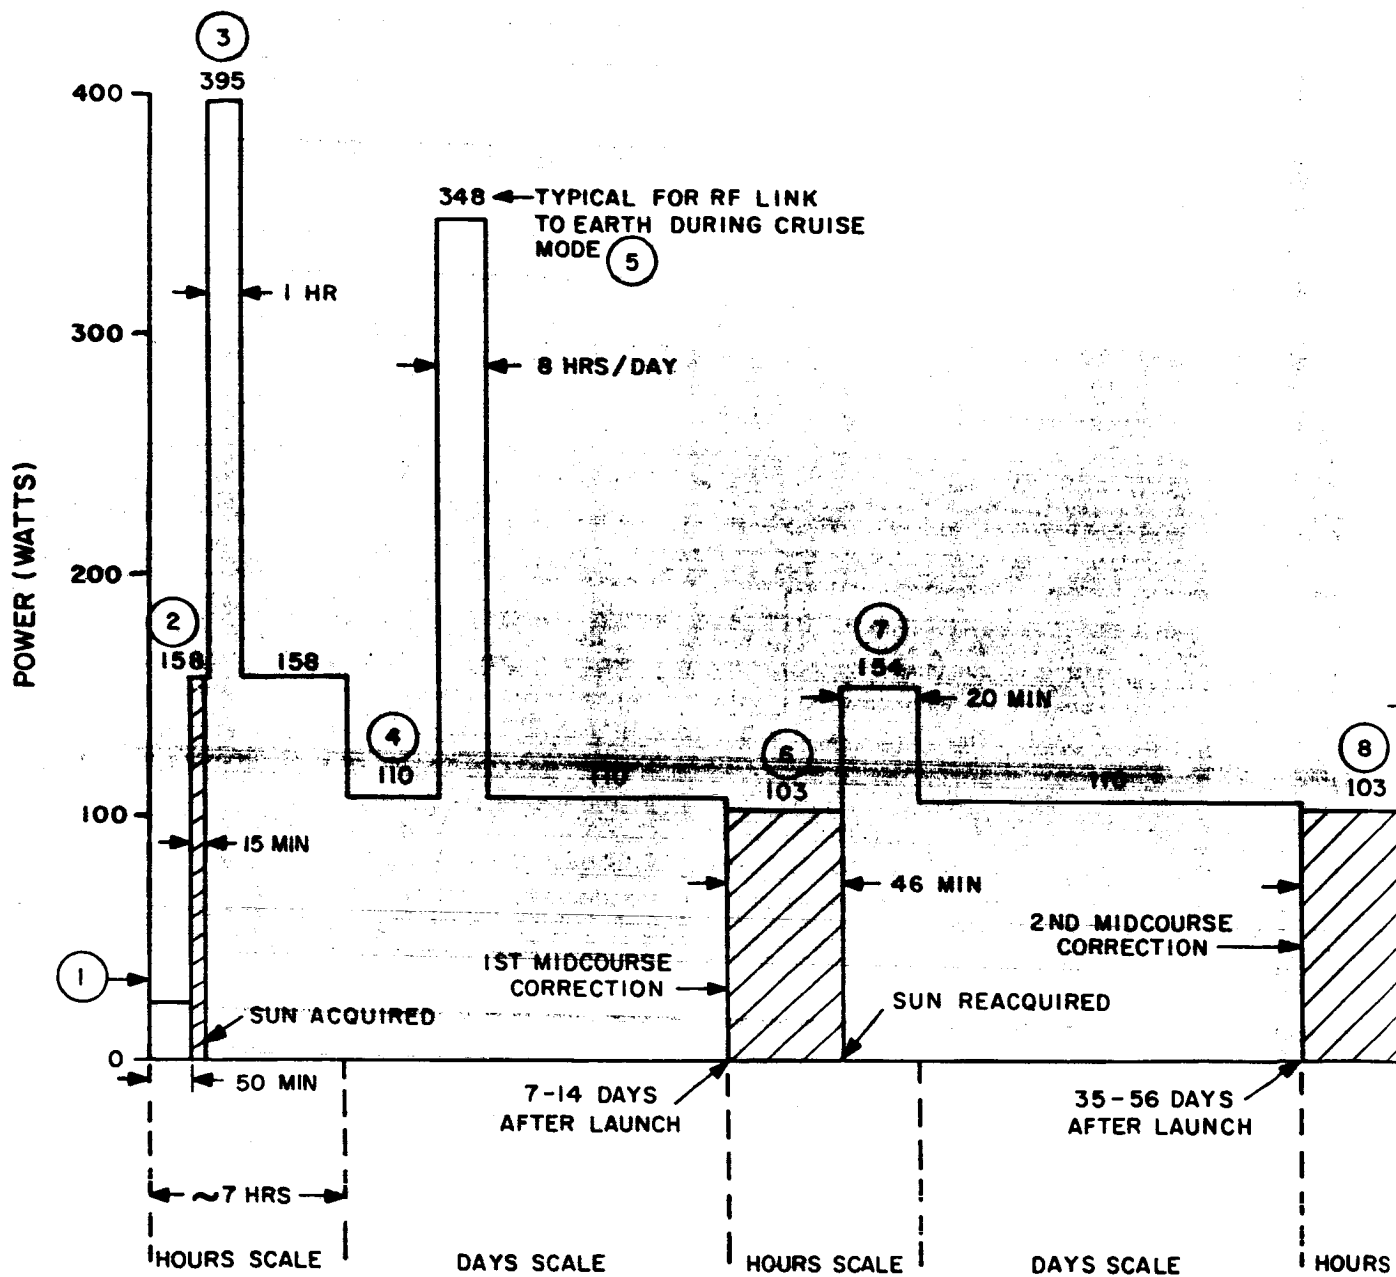 3
395
400
348
TYPICAL FOR RF LINK
TO EARTH DURING CRUISE
MODE
5
1 HR
300
8 HRS/DAY
POWER (WATTS)
200
2
158
158
7
154
20 MIN
4
110
110
6
103
110
8
103
100
15 MIN
46 MIN
2ND MIDCOURSE
CORRECTION
1
1ST MIDCOURSE
CORRECTION
SUN ACQUIRED
SUN REACQUIRED
0
50 MIN
7-14 DAYS
AFTER LAUNCH
35-56 DAYS
AFTER LAUNCH
~7 HRS
HOURS SCALE
DAYS SCALE
HOURS SCALE
DAYS SCALE
HOURS